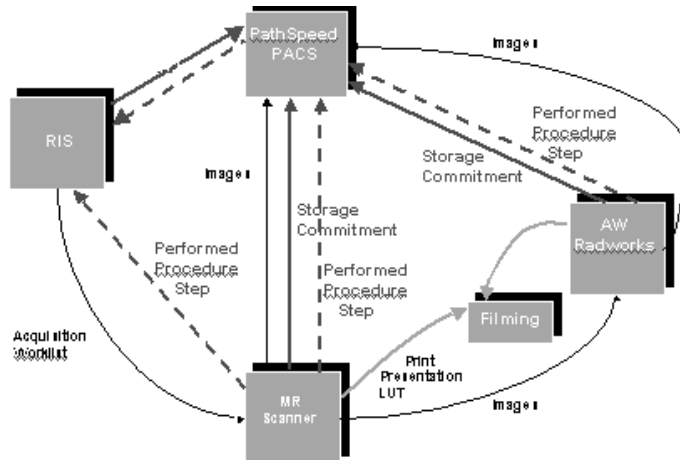 PathSpeed
PACS
Images
RIS
Performed
Procedure
Step
Storage
Commitment
Images
Storage
Commitment
AW
Radworks
Performed
Procedure
Step
Performed
Procedure
Step
Filming
Acquisition
Worklist
Print
Presentation
LUT
MR
Scanner
Images